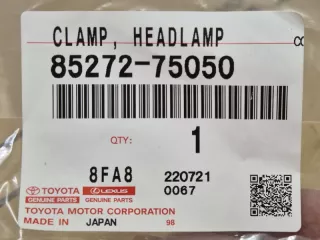 CLAMP, HEADLAMP
85272-75050
QTY: 1
8FA8 220721
0067
TOYOTA LEXUS
GENUINE PARTS GENUINE PARTS
TOYOTA MOTOR CORPORATION
MADE IN JAPAN 98